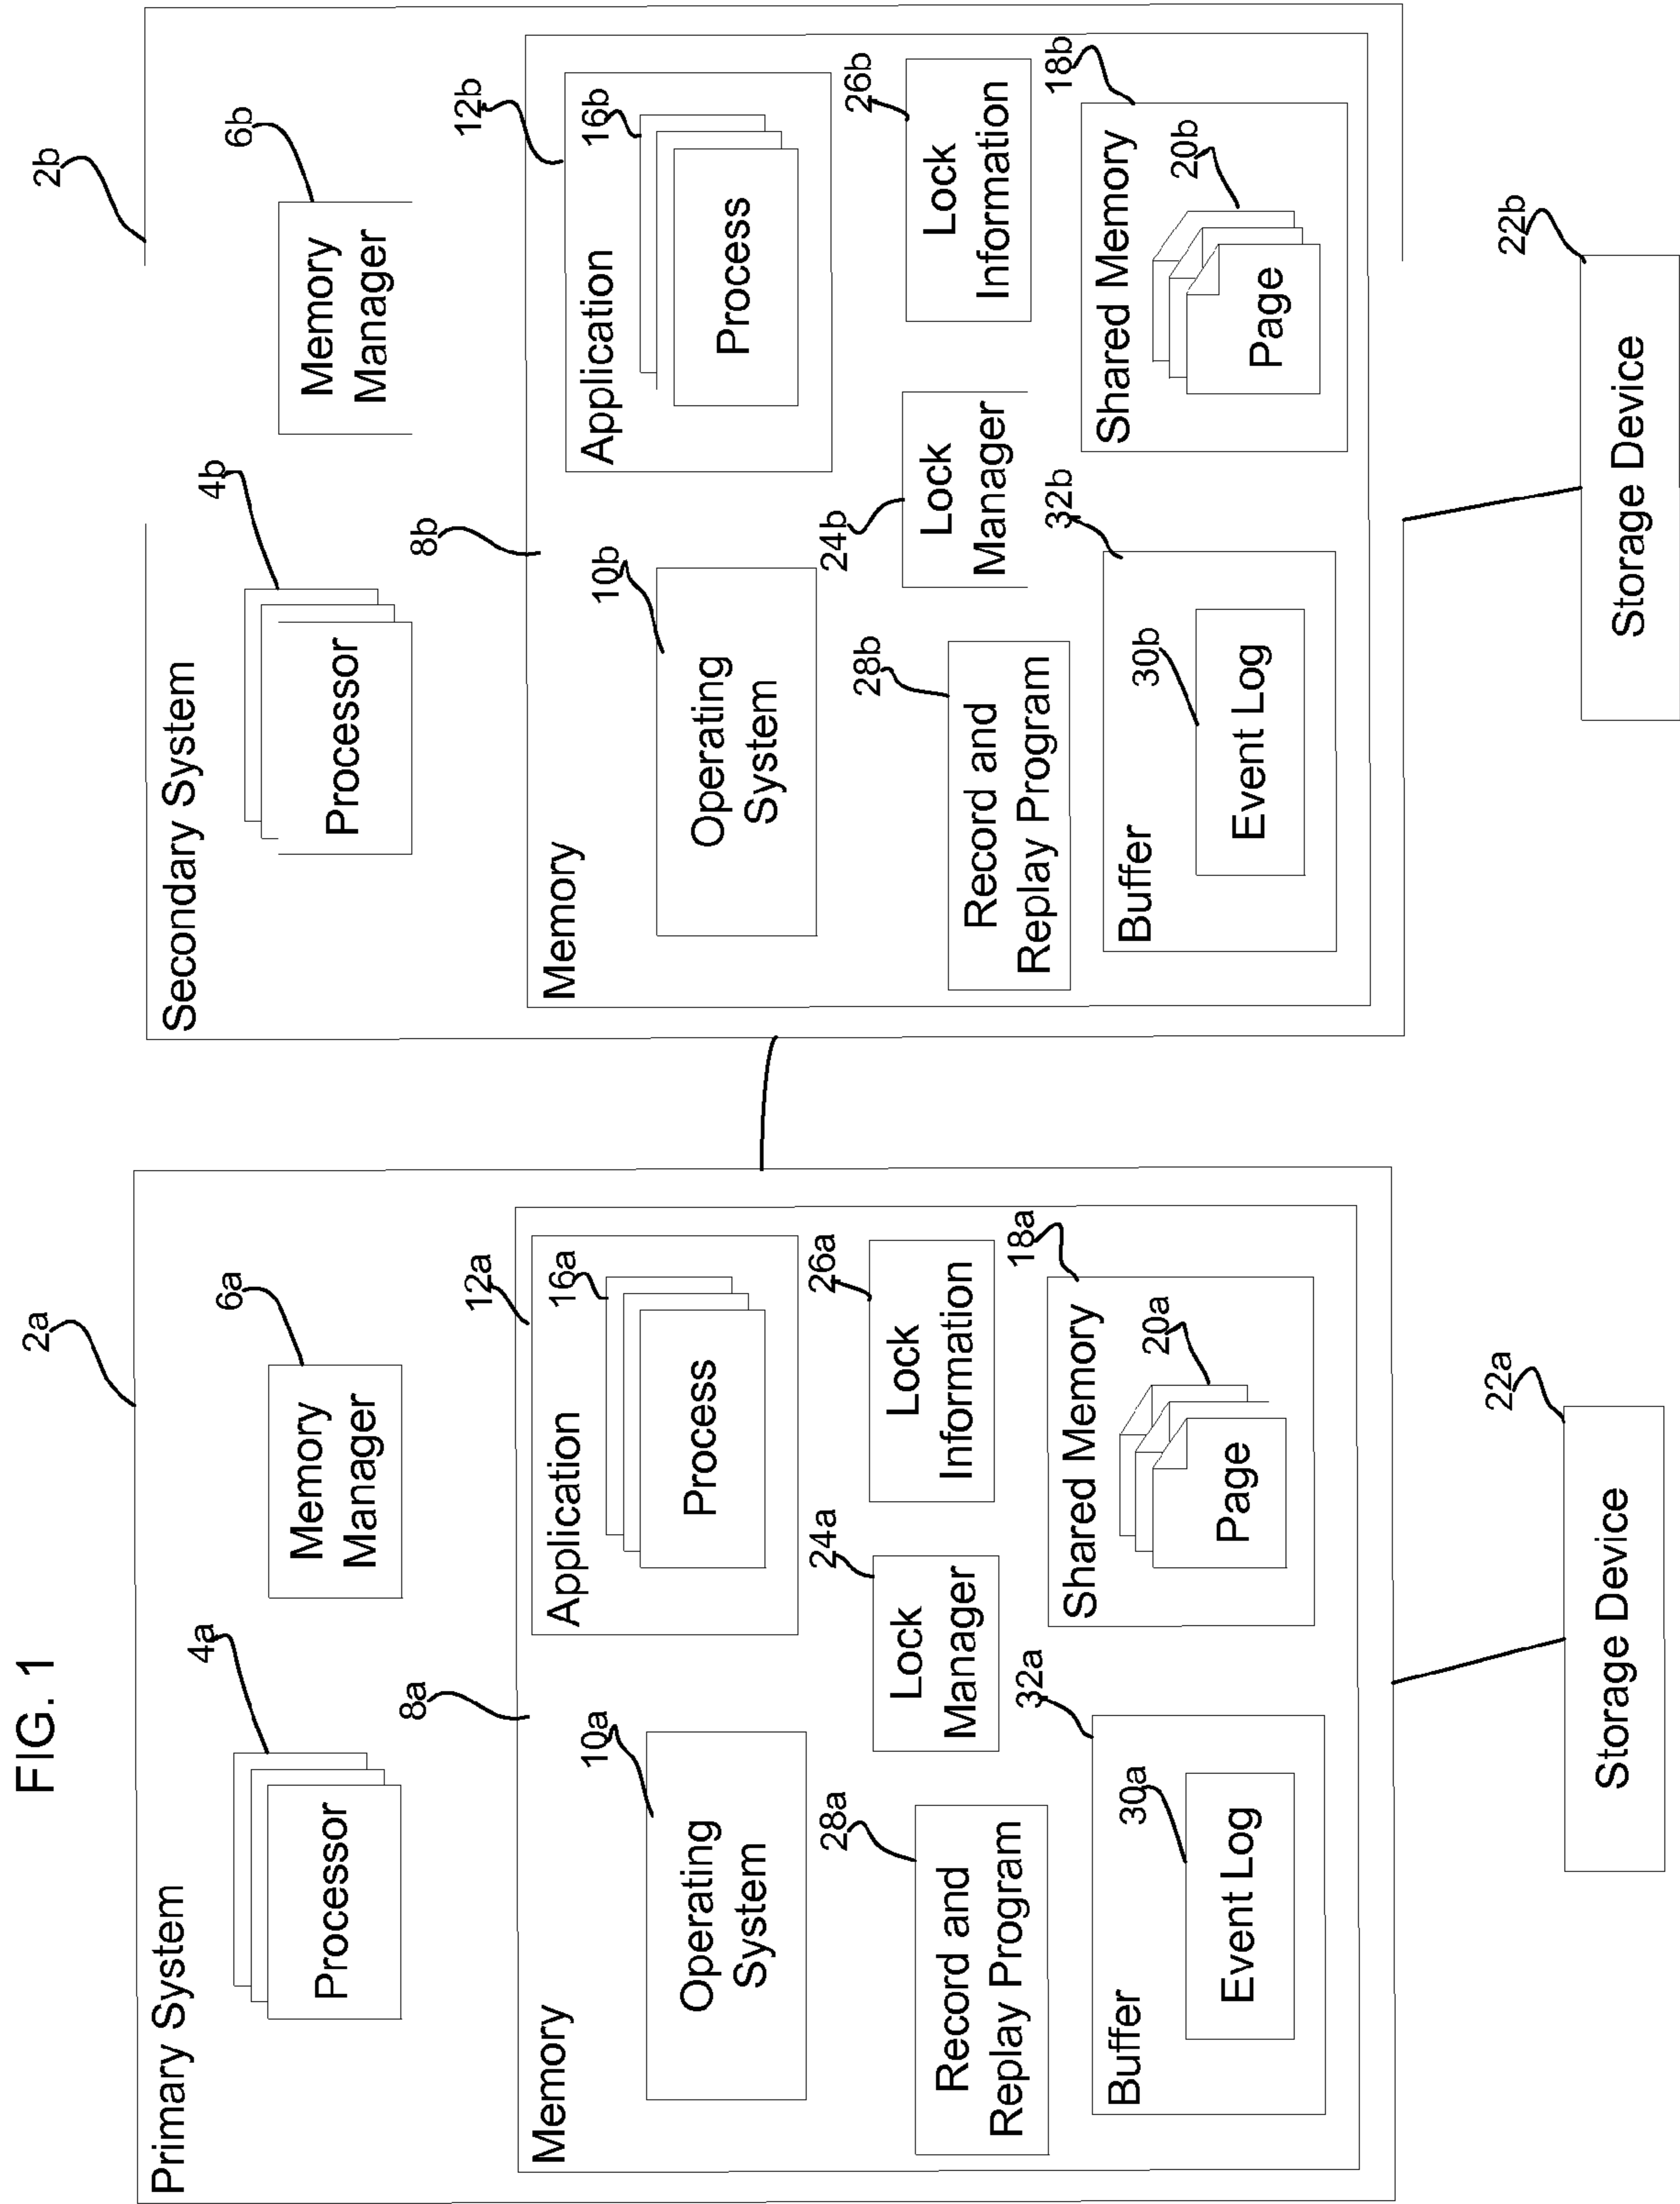 FIG. 1
2a
Primary System
4a
Processor
6a
Memory
Manager
8a
Memory
10a
Operating
System
12a
Application
16a
Process
28a
Record and
Replay Program
24a
Lock
Manager
26a
Lock
Information
32a
Buffer
30a
Event Log
18a
Shared Memory
20a
Page
22a
Storage Device
2b
Secondary System
4b
Processor
6b
Memory
Manager
8b
Memory
10b
Operating
System
12b
Application
16b
Process
28b
Record and
Replay Program
24b
Lock
Manager
26b
Lock
Information
32b
Buffer
30b
Event Log
18b
Shared Memory
20b
Page
22b
Storage Device